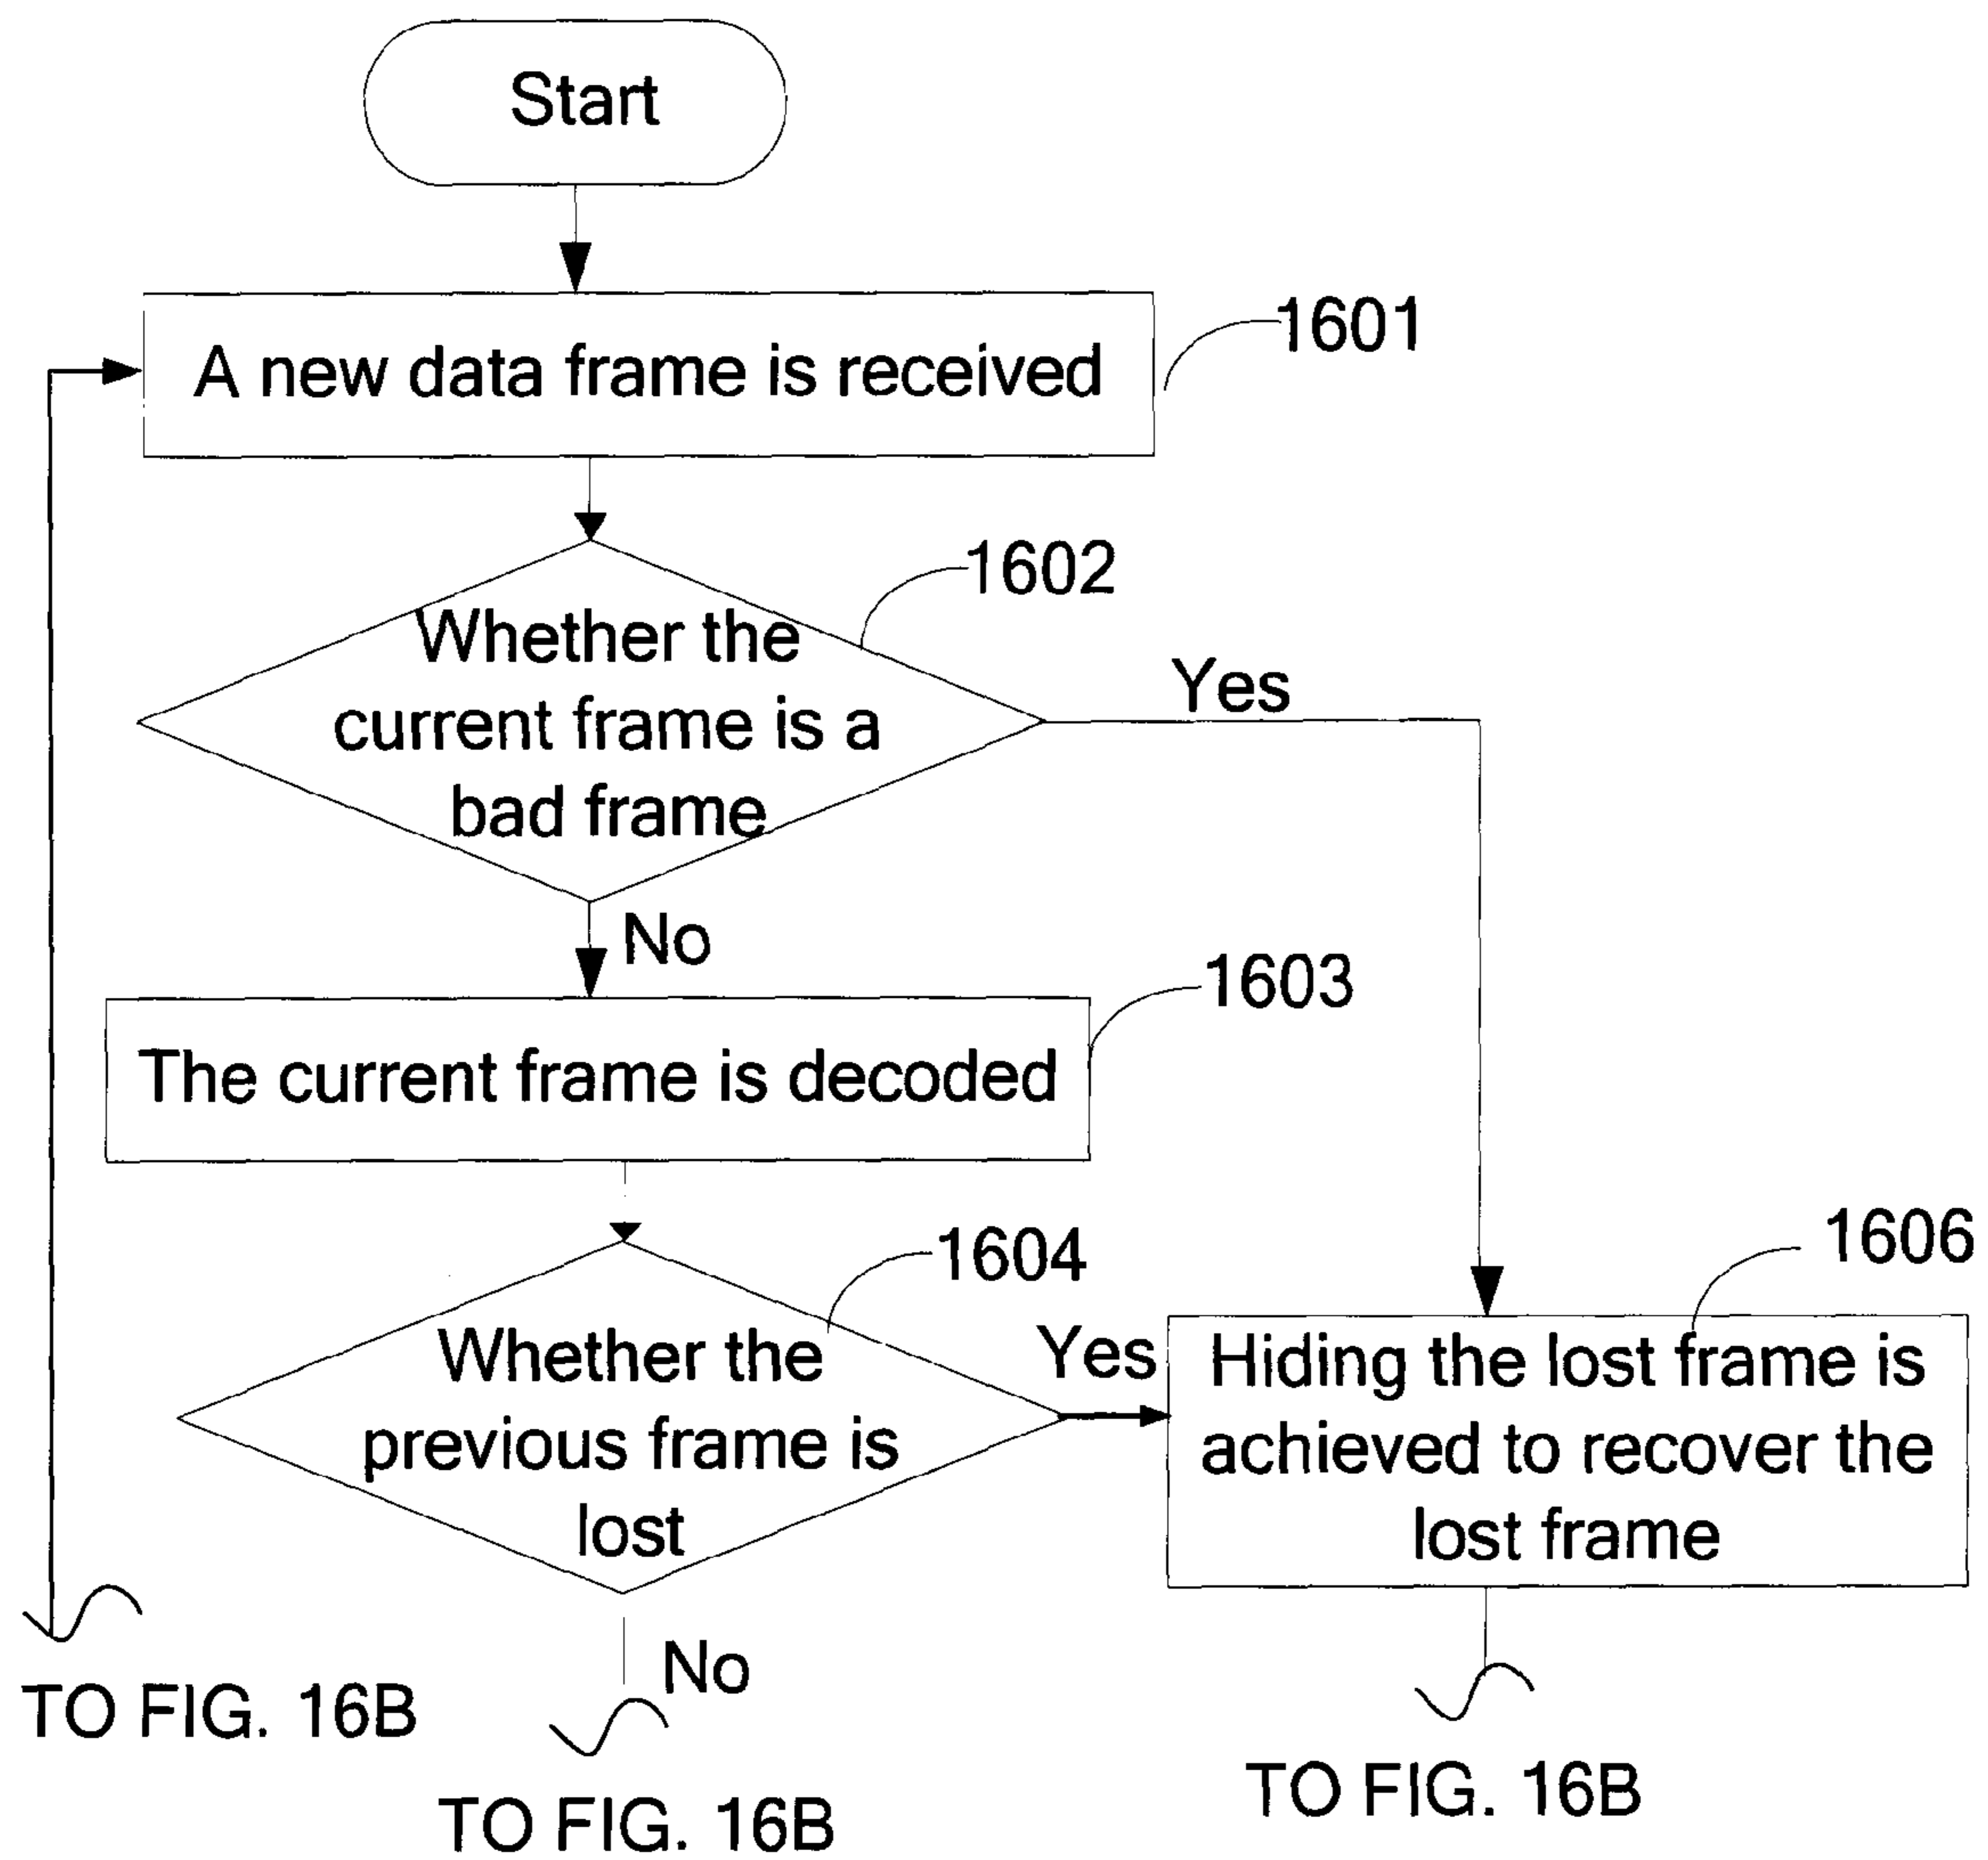 Start
A new data frame is received
1601
1602
Whether the
current frame is a
bad frame
Yes
No
1603
The current frame is decoded
1604
Whether the
previous frame is
lost
Yes
1606
Hiding the lost frame is
achieved to recover the
lost frame
No
TO FIG. 16B
TO FIG. 16B
TO FIG. 16B